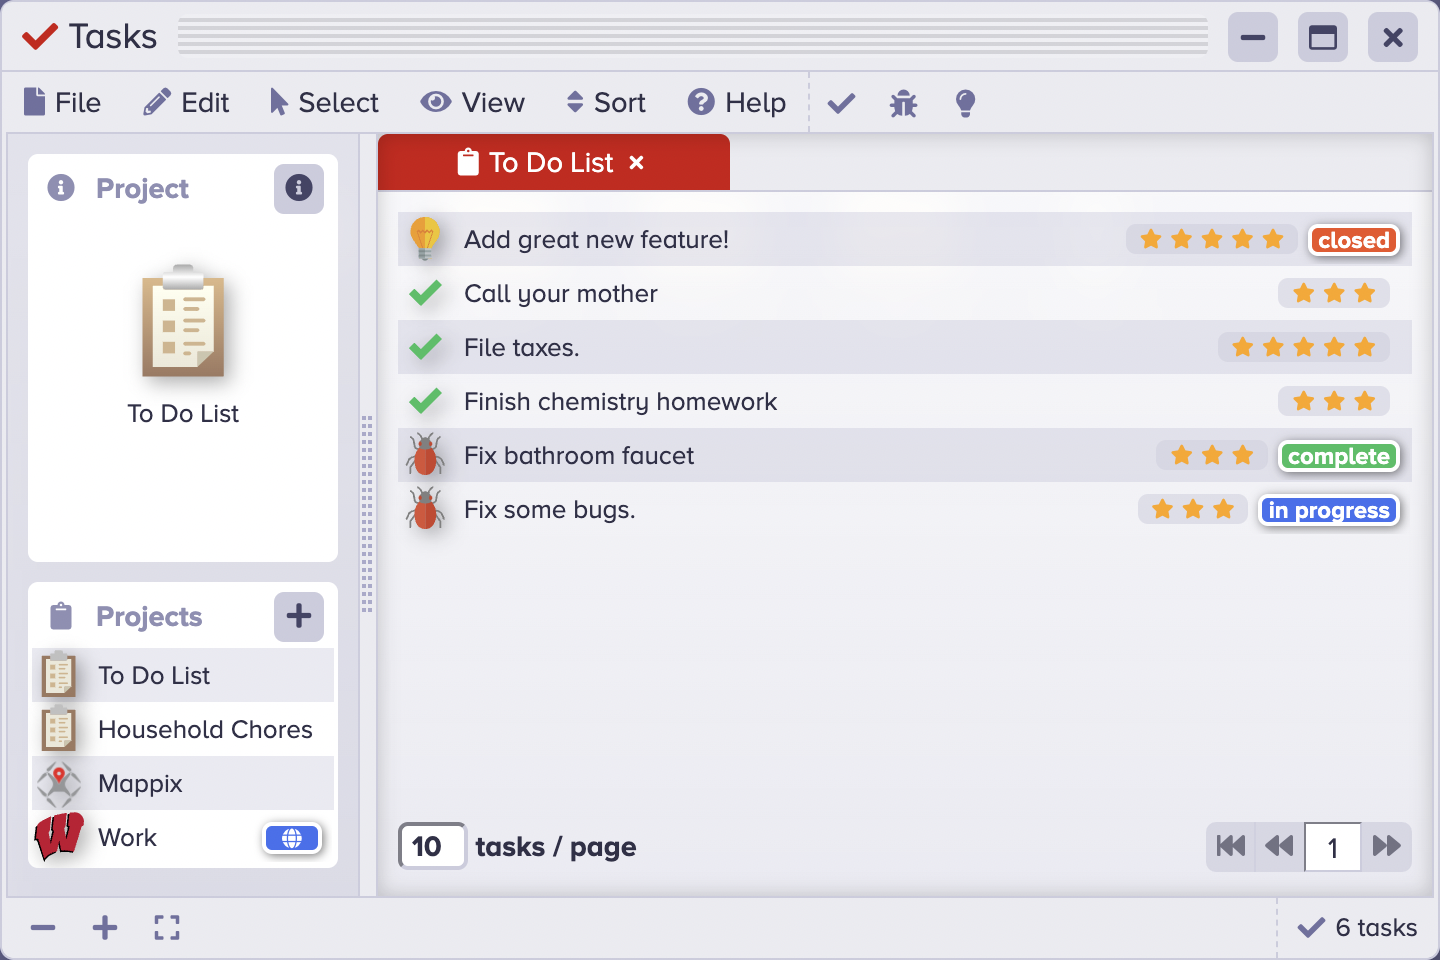 Tasks
File Edit Select View Sort Help
Project
To Do List
Projects
To Do List
Household Chores
Mappix
Work
To Do List
Add great new feature! closed
Call your mother
File taxes.
Finish chemistry homework
Fix bathroom faucet complete
Fix some bugs. in progress
10 tasks / page
1
6 tasks